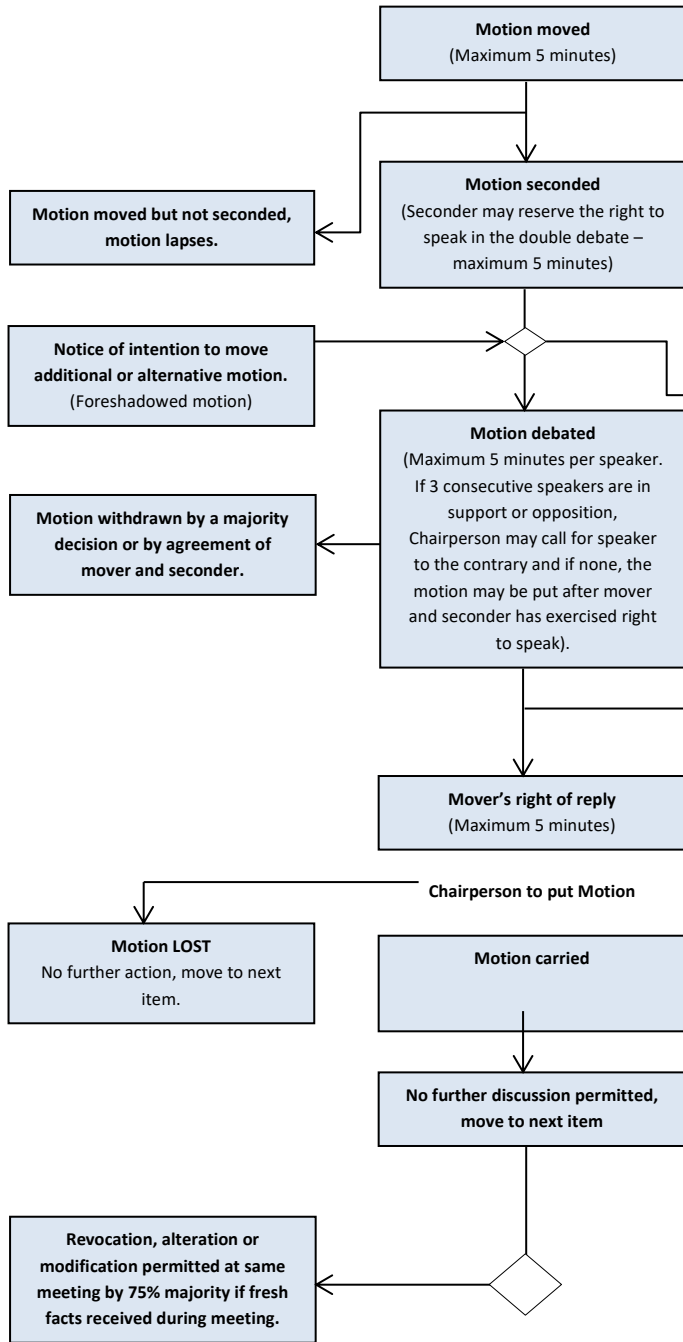 Motion moved
(Maximum 5 minutes)
Motion seconded
(Seconder may reserve the right to
speak in the double debate –
maximum 5 minutes)
Motion moved but not seconded,
motion lapses.
Notice of intention to move
additional or alternative motion.
(Foreshadowed motion)
Motion debated
(Maximum 5 minutes per speaker.
If 3 consecutive speakers are in
support or opposition,
Chairperson may call for speaker
to the contrary and if none, the
motion may be put after mover
and seconder has exercised right
to speak).
Motion withdrawn by a majority
decision or by agreement of
mover and seconder.
Mover’s right of reply
(Maximum 5 minutes)
Chairperson to put Motion
Motion LOST
No further action, move to next
item.
Motion carried
No further discussion permitted,
move to next item
Revocation, alteration or
modification permitted at same
meeting by 75% majority if fresh
facts received during meeting.